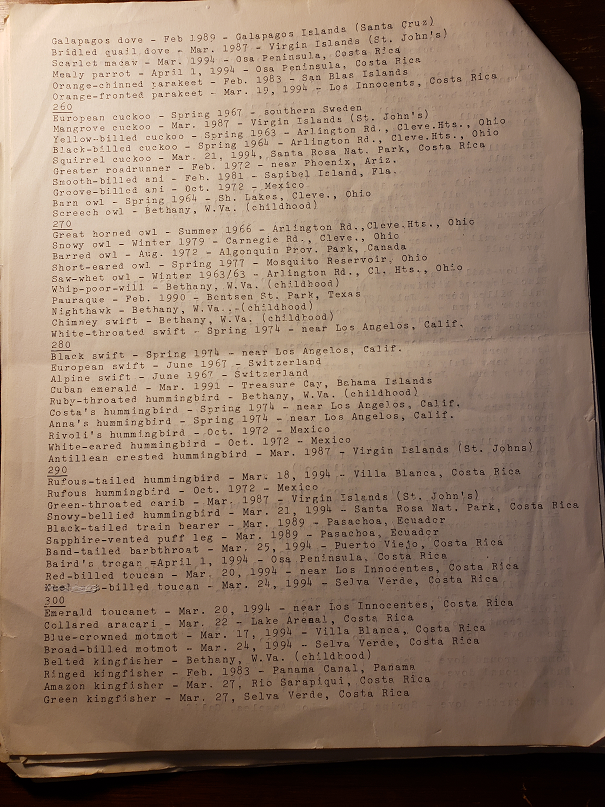 Galapagos dove - Feb 1989 - Galapagos Islands (Santa Cruz)
Bridled quail dove - Mar. 1987 - Virgin Islands (St. John's)
Scarlet macaw - Mar. 1994 - Osa Peninsula, Costa Rica
Mealy parrot - April 1, 1994 - Osa Peninsula, Costa Rica
Orange-chinned parakeet - Feb. 1983 - San Blas Islands
Orange-fronted parakeet - Mar. 19, 1994 - Los Innocents, Costa Rica
260
European cuckoo - Spring 1967 - southern Sweden
Mangrove cuckoo - Mar. 1987 - Virgin Islands (St. John's)
Yellow-billed cuckoo - Spring 1963 - Arlington Rd., Cleve.Hts., Ohio
Black-billed cuckoo - Spring 1964 - Arlington Rd., Cleve.Hts., Ohio
Squirrel cuckoo - Mar. 21, 1994, Santa Rosa Nat. Park, Costa Rica
Greater roadrunner - Feb. 1972 - near Phoenix, Ariz.
Smooth-billed ani - Feb. 1981 - Sapibel Island, Fla.
Groove-billed ani - Oct. 1972 - Mexico
Barn owl - Spring 1964 - Sh. Lakes, Cleve., Ohio
Screech owl - Bethany, W.Va. (childhood)
270
Great horned owl - Summer 1966 - Arlington Rd.,Cleve.Hts., Ohio
Snowy owl - Winter 1979 - Carnegie Rd., Cleve., Ohio
Barred owl - Aug. 1972 - Algonquin Prov. Park, Canada
Short-eared owl - Spring 1977 - Mosquito Reservoir, Ohio
Saw-whet owl - Winter 1963/63 - Arlington Rd., Cl. Hts., Ohio
Whip-poor-will - Bethany, W.Va. (childhood)
Pauraque - Feb. 1990 - Bentsen St. Park, Texas
Nighthawk - Bethany, W.Va..-(childhood)
Chimney swift - Bethany, W.Va. (childhood)
White-throated swift - Spring 1974 - near Los Angelos, Calif.
280
Black swift - Spring 1974 - near Los Angelos, Calif.
European swift - June 1967 - Switzerland
Alpine swift - June 1967 - Switzerland
Cuban emerald - Mar. 1991 - Treasure Cay, Bahama Islands
Ruby-throated hummingbird - Bethany, W.Va. (childhood)
Costa's hummingbird - Spring 1974 - near Los Angelos, Calif.
Anna's hummingbird - Spring 1974 - near Los Angelos, Calif.
Rivoli's hummingbird - Oct. 1972 - Mexico
White-eared hummingbird - Oct. 1972 - Mexico
Antillean crested hummingbird - Mar. 1987 - Virgin Islands (St. Johns)
290
Rufous-tailed hummingbird - Mar. 18, 1994 - Villa Blanca, Costa Rica
Rufous hummingbird - Oct. 1972 - Mexico
Green-throated carib - Mar. 1987 - Virgin Islands (St. John's)
Snowy-bellied hummingbird - Mar. 21, 1994 - Santa Rosa Nat. Park, Costa Rica
Black-tailed train bearer - Mar. 1989 - Pasachoa, Ecuador
Sapphire-vented puff leg - Mar. 1989 - Pasachoa, Ecuador
Band-tailed barbthroat - Mar. 25, 1994 - Puerto Viejo, Costa Rica
Baird's trogan =April 1, 1994 - Osa Peninsula, Costa Rica
Red-billed toucan - Mar. 20, 1994 - near Los Innocentes, Costa Rica
-billed toucan - Mar. 24, 1994 - Selva Verde, Costa Rica
300
Emerald toucanet - Mar. 20, 1994 - near Los Innocentes, Costa Rica
Collared aracari - Mar. 22 - Lake Arenal, Costa Rica
Blue-crowned motmot - Mar. 17, 1994 - Villa Blanca, Costa Rica
Broad-billed motmot - Mar. 24, 1994 - Selva Verde, Costa Rica
Belted kingfisher - Bethany, W.Va. (childhood)
Ringed kingfisher - Feb. 1983 - Panama Canal, Panama
Amazon kingfisher - Mar. 27, Rio Sarapiqui, Costa Rica
Green kingfisher - Mar. 27, Selva Verde, Costa Rica